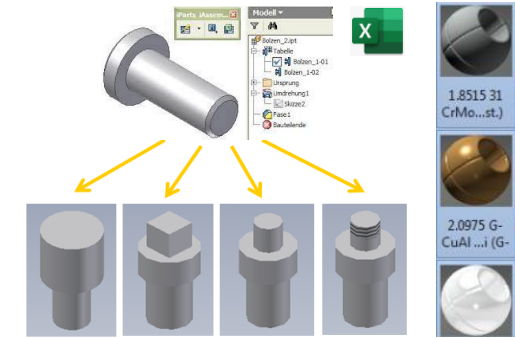 iParts iAssem...
Modell
Bolzen_2.ipt
Tabelle
Bolzen_1-01
Bolzen_1-02
Ursprung
Umdrehung1
Skizze2
Fase1
Bauteilende
X
1.8515 31
CrMo...st.)
2.0975 G-
CuAl ...i (G-